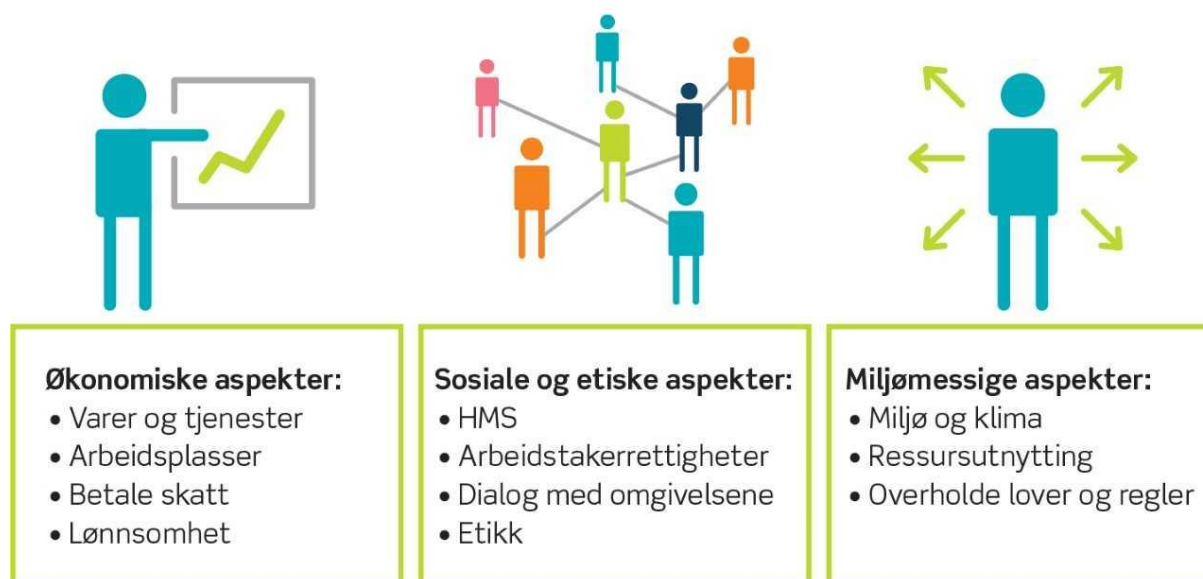 Økonomiske aspekter:
• Varer og tjenester
• Arbeidsplasser
• Betale skatt
• Lønnsomhet
Sosiale og etiske aspekter:
• HMS
• Arbeidstakerrettigheter
• Dialog med omgivelsene
• Etikk
Miljømessige aspekter:
• Miljø og klima
• Ressursutnytting
• Overholde lover og regler